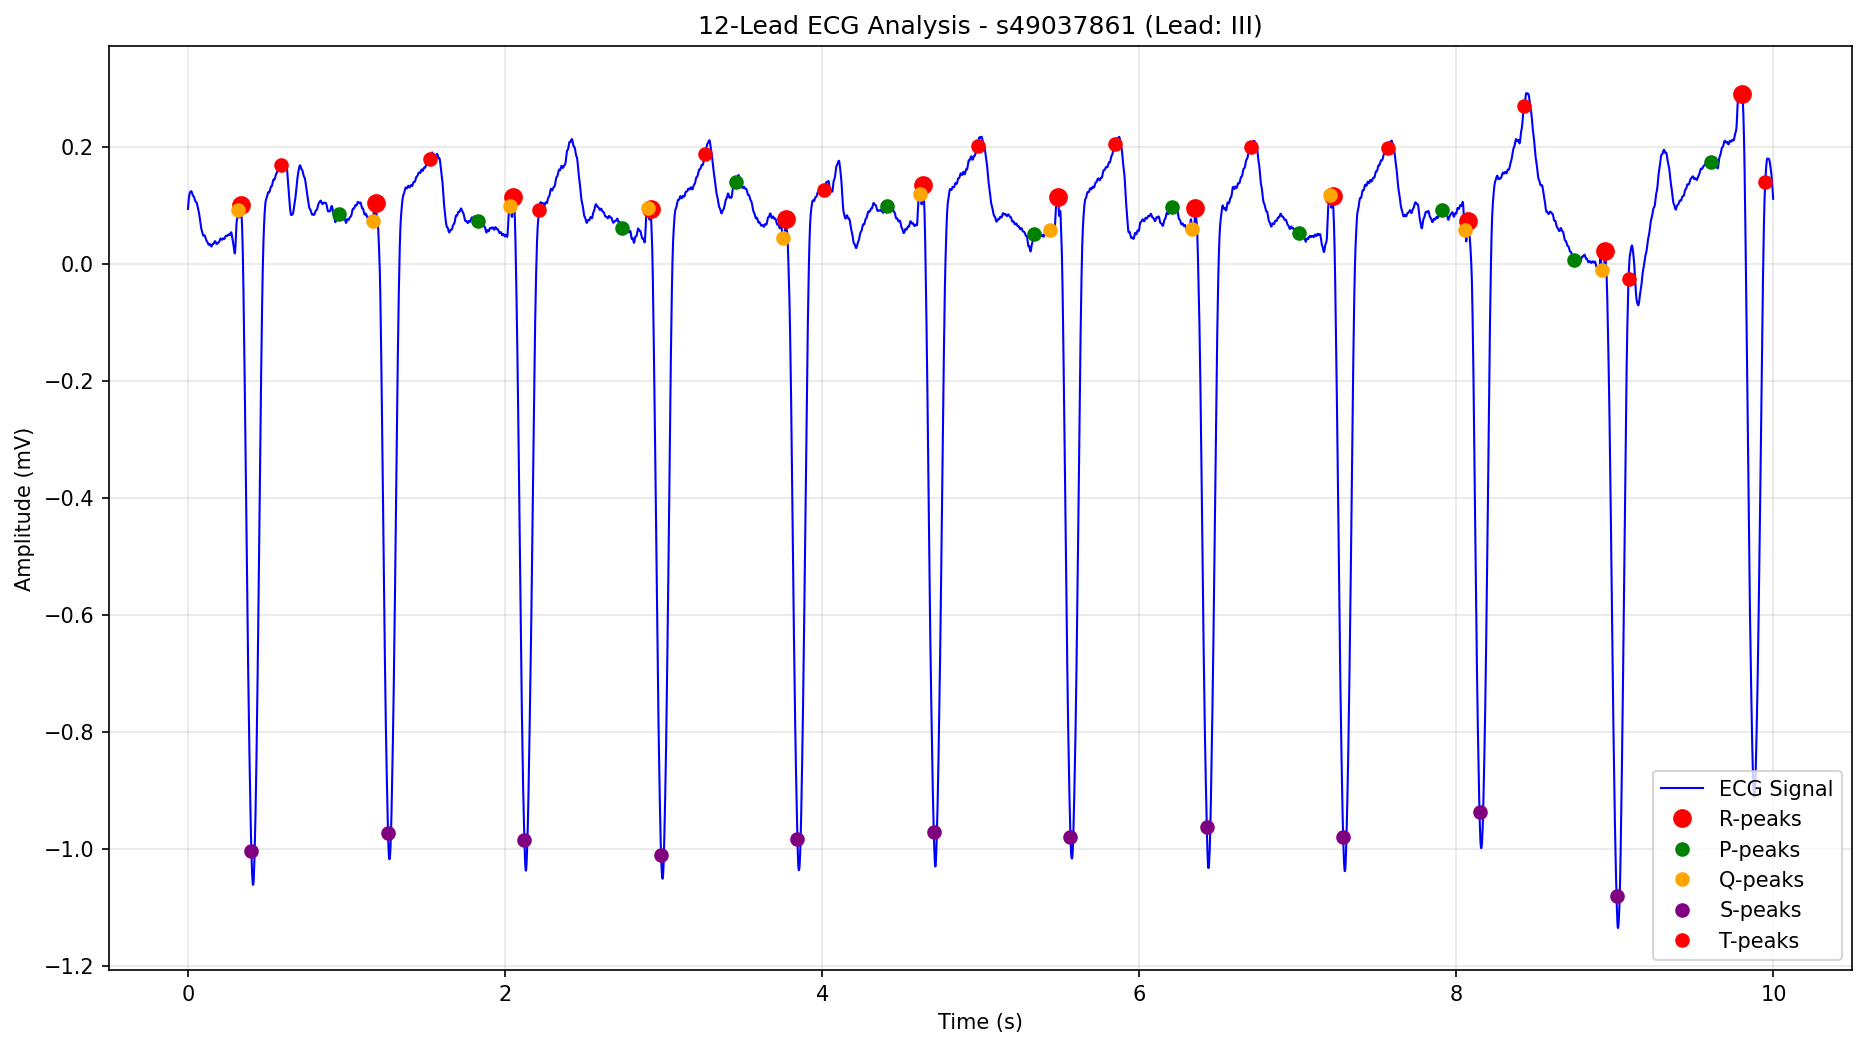 12-Lead ECG Analysis - s49037861 (Lead: III)
Amplitude (mV)
0.2
0.0
−0.2
−0.4
−0.6
−0.8
−1.0
−1.2
ECG Signal
R-peaks
P-peaks
Q-peaks
S-peaks
T-peaks
0 2 4 6 8 10
Time (s)